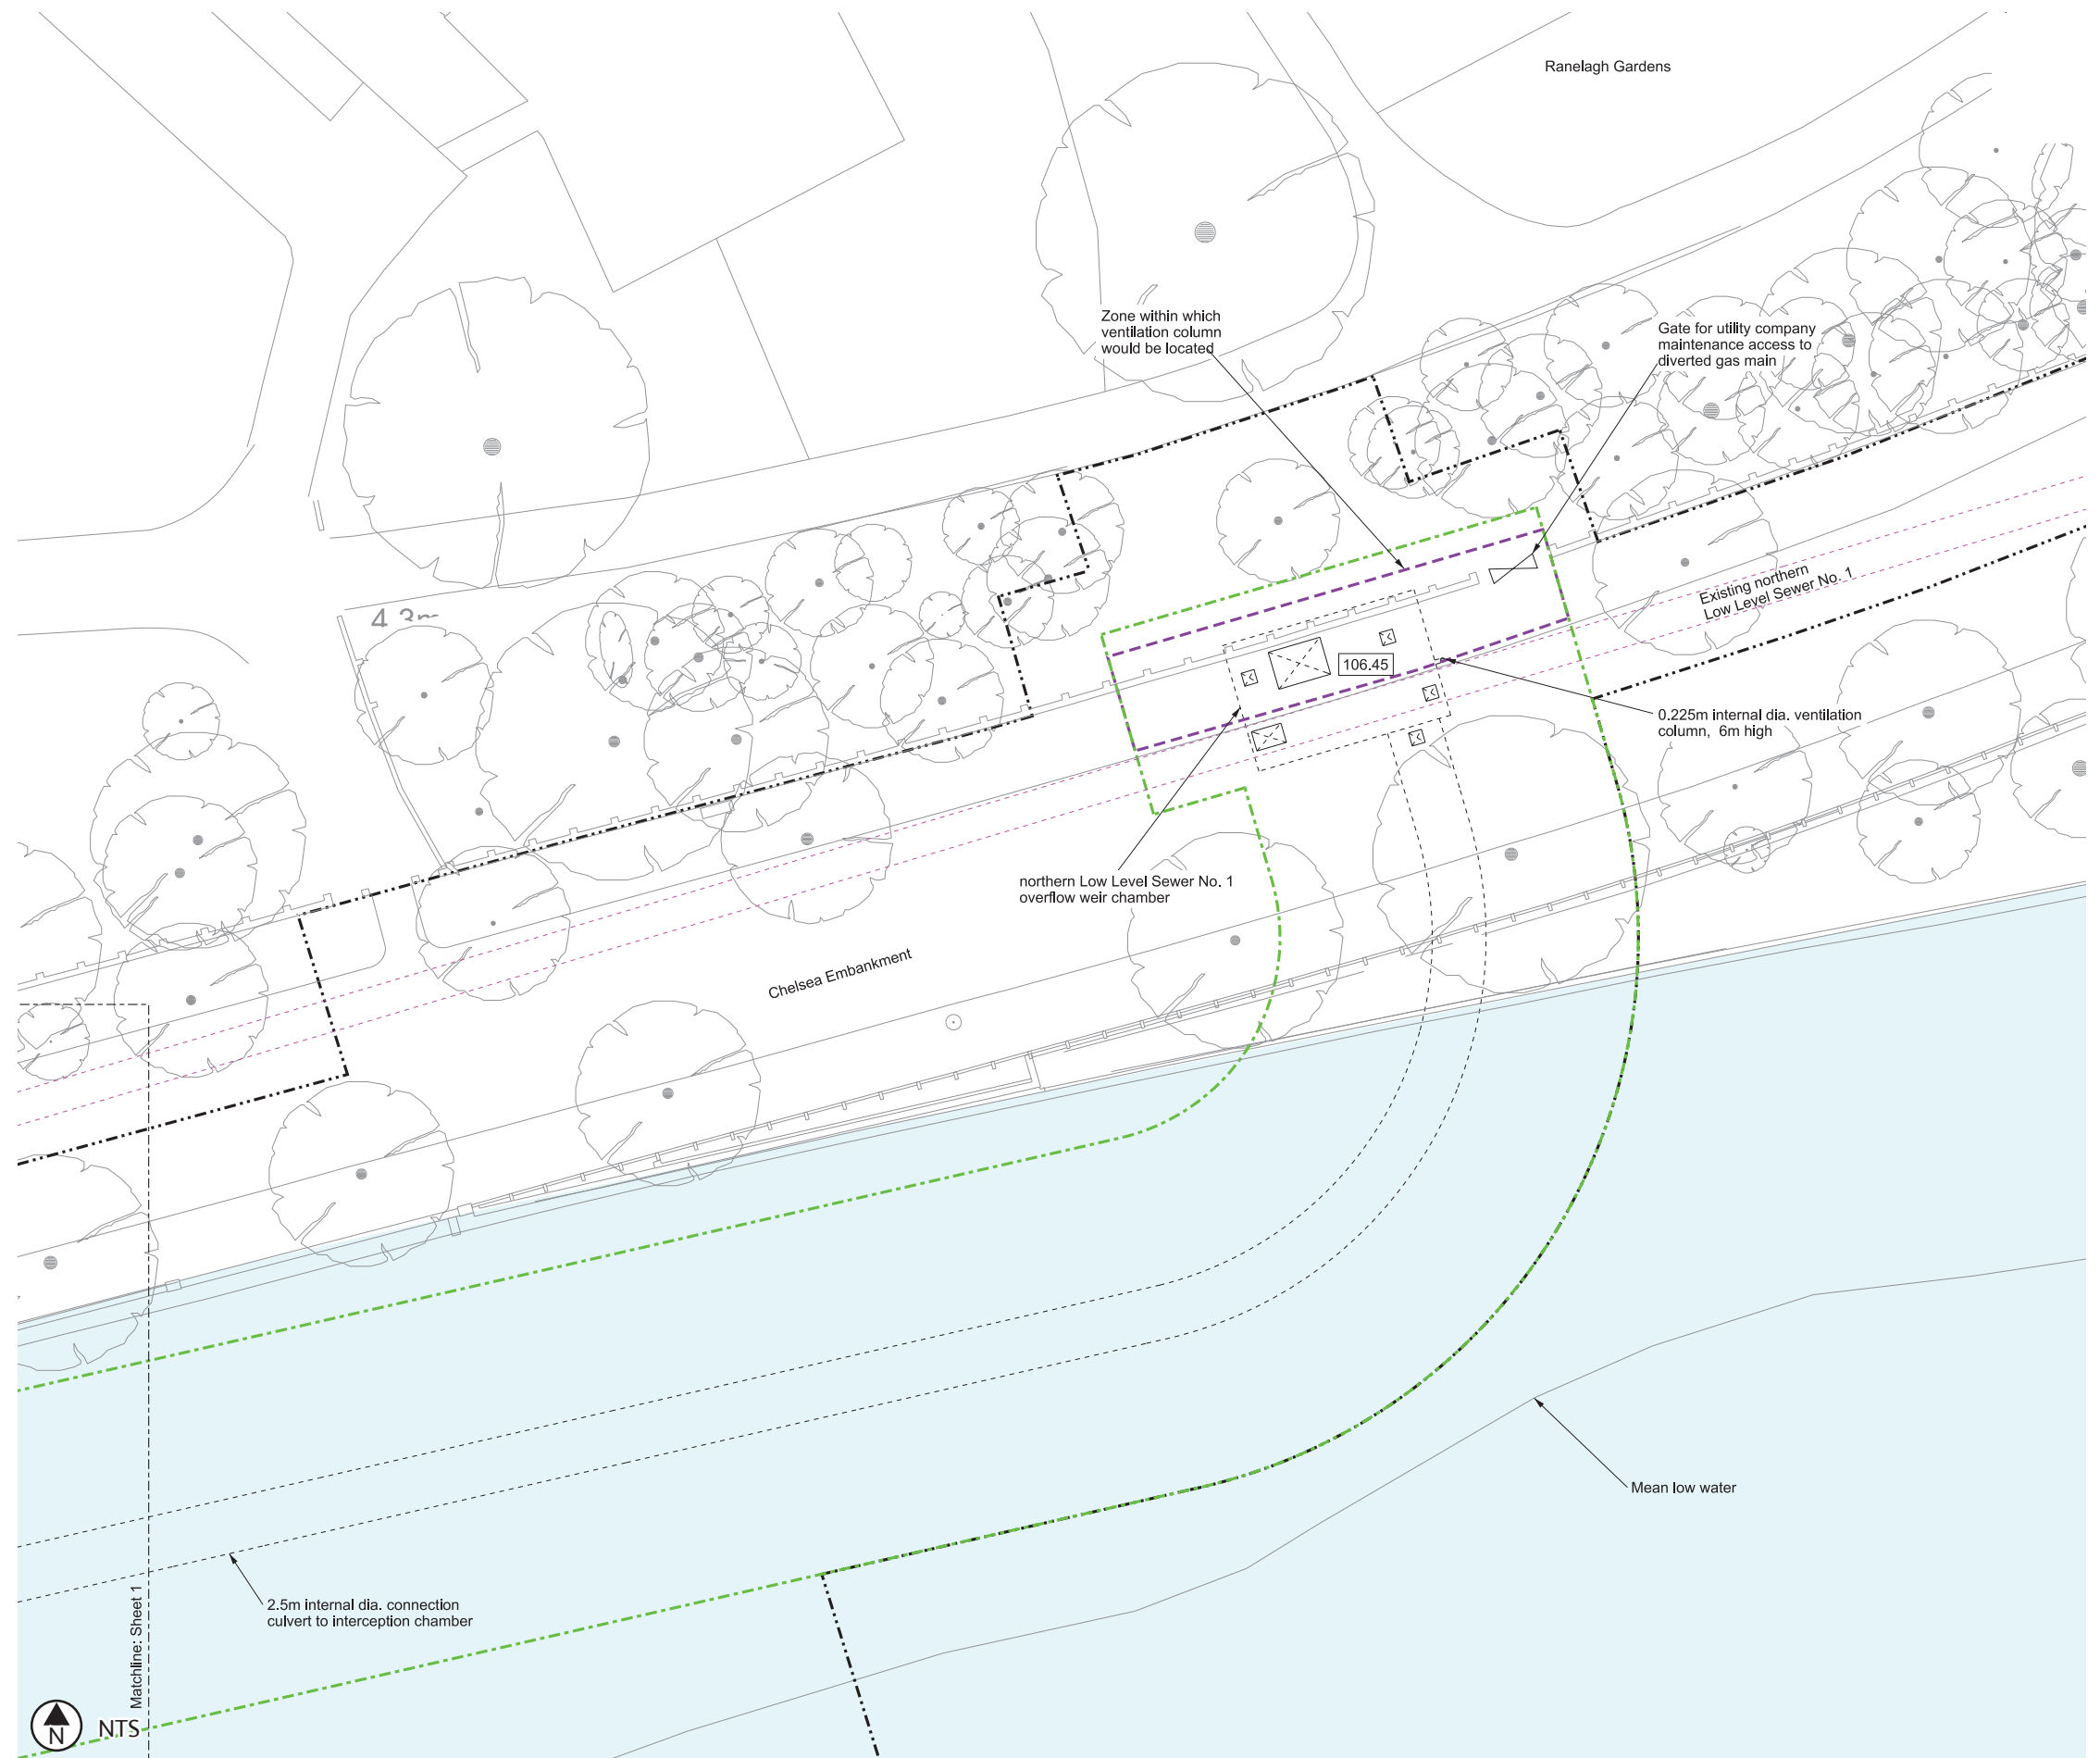 Ranelagh Gardens
Zone within which
ventilation column
would be located
Gate for utility company
maintenance access to
diverted gas main
Existing northern
Low Level Sewer No. 1
106.45
0.225m internal dia. ventilation
column, 6m high
northern Low Level Sewer No. 1
overflow weir chamber
Chelsea Embankment
Mean low water
2.5m internal dia. connection
culvert to interception chamber
Matchline: Sheet 1
N
NTS